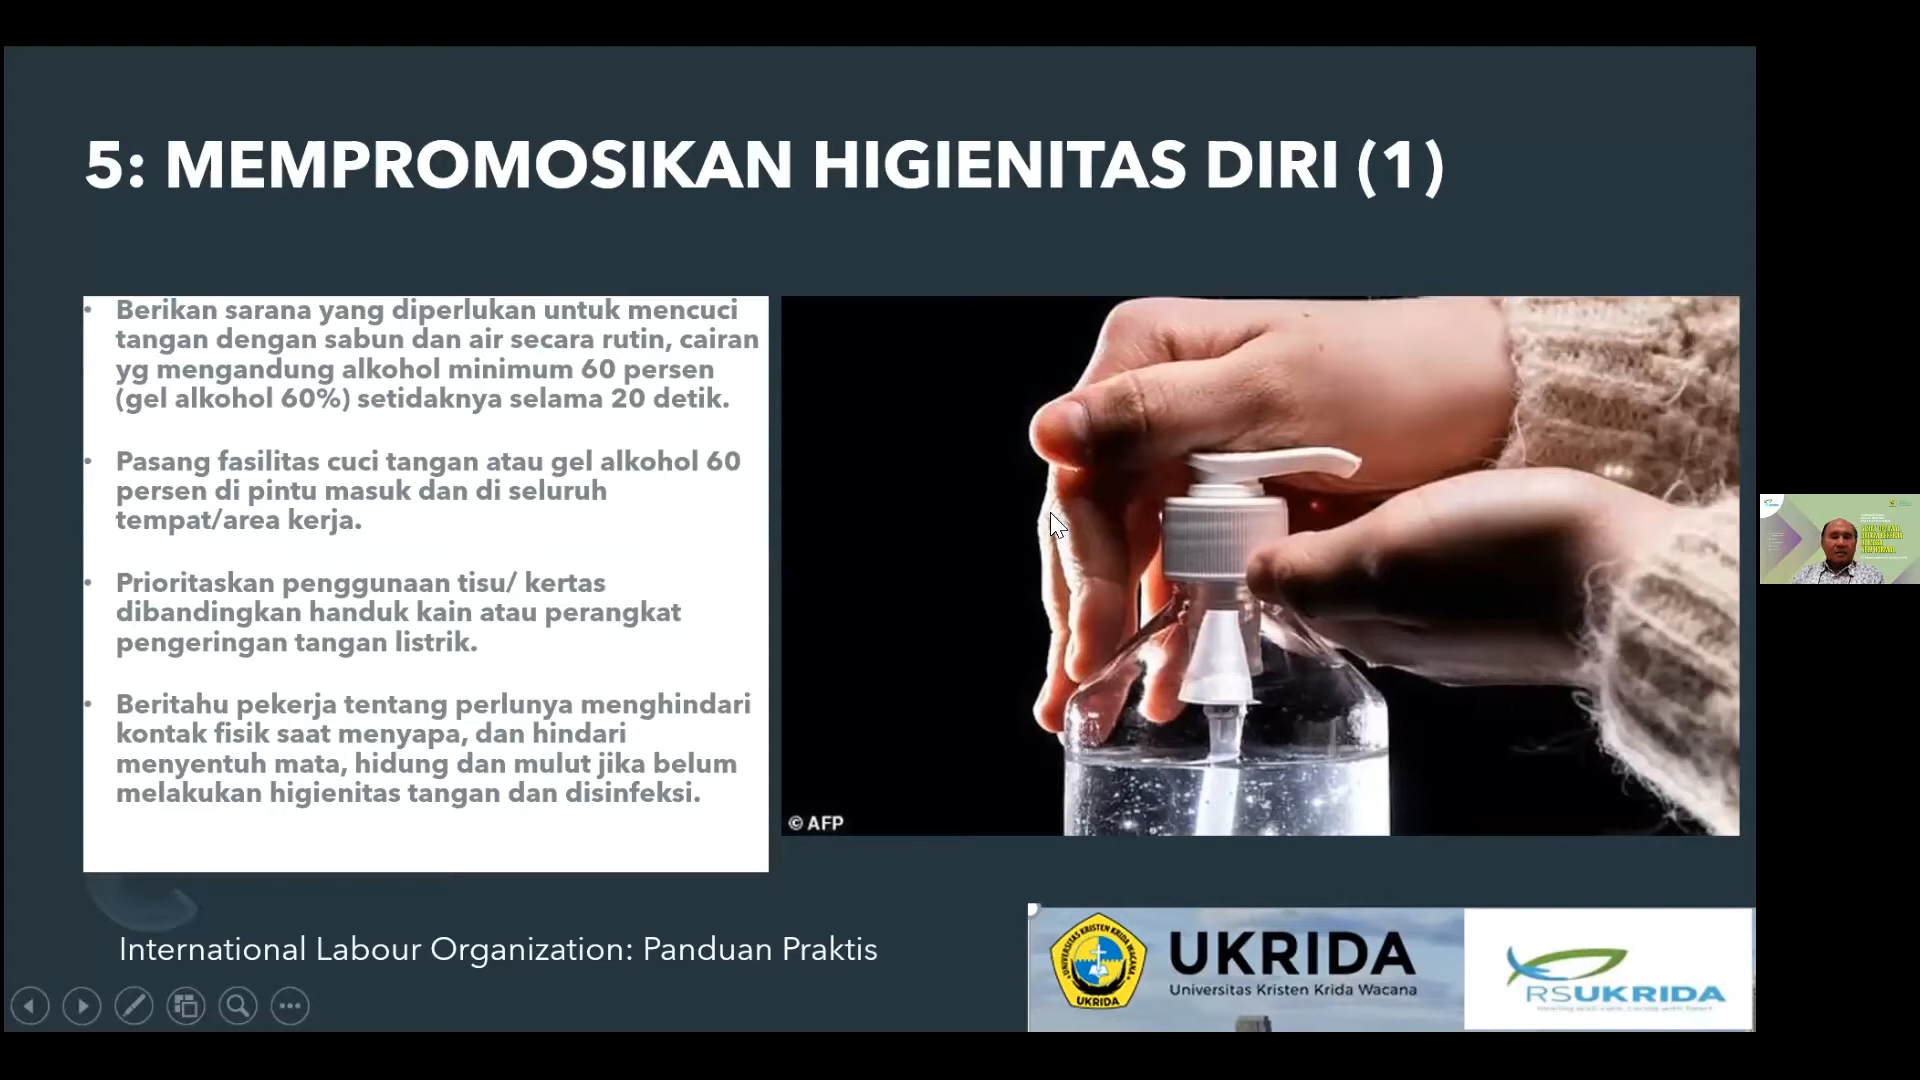 5: MEMPROMOSIKAN HIGIENITAS DIRI (1)
• Berikan sarana yang diperlukan untuk mencuci
tangan dengan sabun dan air secara rutin, cairan
yg mengandung alkohol minimum 60 persen
(gel alkohol 60%) setidaknya selama 20 detik.
• Pasang fasilitas cuci tangan atau gel alkohol 60
persen di pintu masuk dan di seluruh
tempat/area kerja.
• Prioritaskan penggunaan tisu/ kertas
dibandingkan handuk kain atau perangkat
pengeringan tangan listrik.
• Beritahu pekerja tentang perlunya menghindari
kontak fisik saat menyapa, dan hindari
menyentuh mata, hidung dan mulut jika belum
melakukan higienitas tangan dan disinfeksi.
© AFP
International Labour Organization: Panduan Praktis
UNIVERSITAS KRISTEN KRIDA WACANA
UKRIDA
UKRIDA
Universitas Kristen Krida Wacana
RSUKRIDA